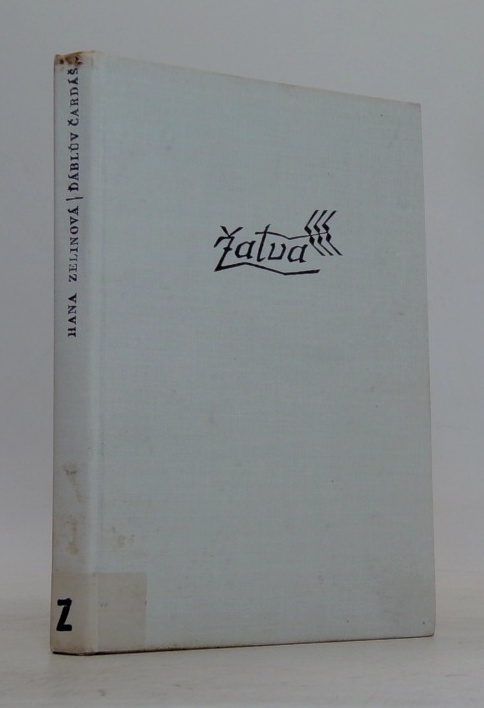 HANA ZELINOVÁ | ĎÁBLŮV ČARDÁŠ
Žatva
Z